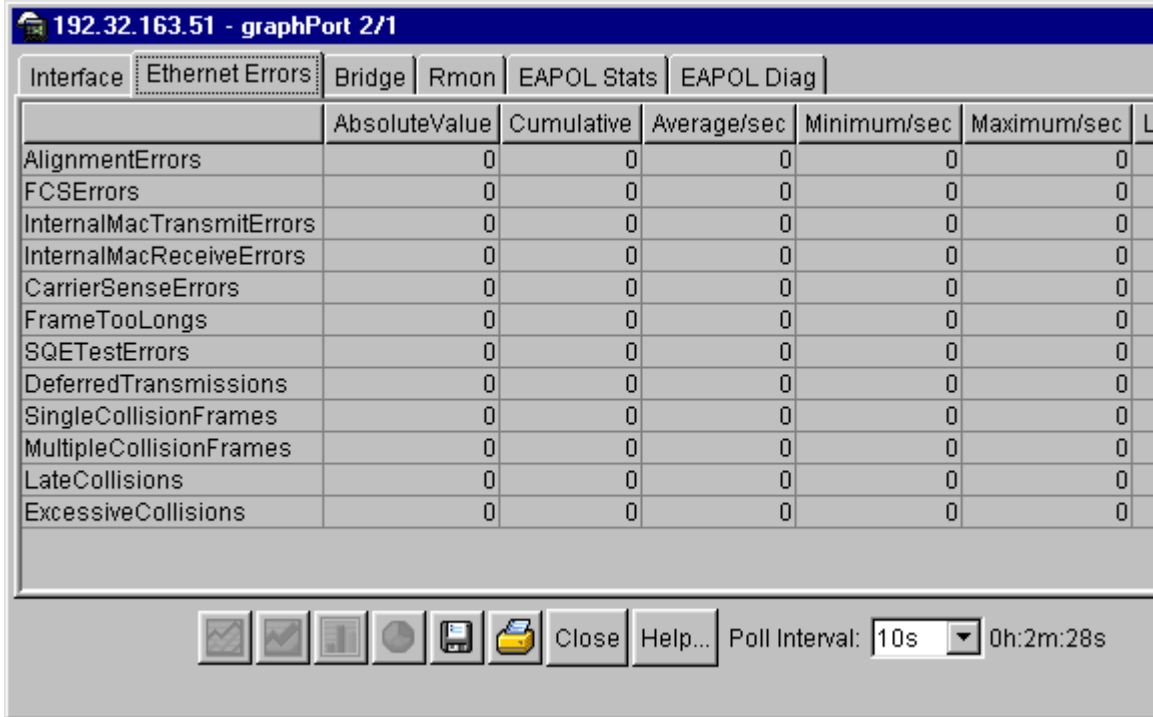 192.32.163.51 - graphPort 2/1
Interface Ethernet Errors Bridge Rmon EAPOL Stats EAPOL Diag
AbsoluteValue Cumulative Average/sec Minimum/sec Maximum/sec L
AlignmentErrors 0 0 0 0 0
FCSErrors 0 0 0 0 0
InternalMacTransmitErrors 0 0 0 0 0
InternalMacReceiveErrors 0 0 0 0 0
CarrierSenseErrors 0 0 0 0 0
FrameTooLongs 0 0 0 0 0
SQETestErrors 0 0 0 0 0
DeferredTransmissions 0 0 0 0 0
SingleCollisionFrames 0 0 0 0 0
MultipleCollisionFrames 0 0 0 0 0
LateCollisions 0 0 0 0 0
ExcessiveCollisions 0 0 0 0 0
Close Help... Poll Interval: 10s 0h:2m:28s